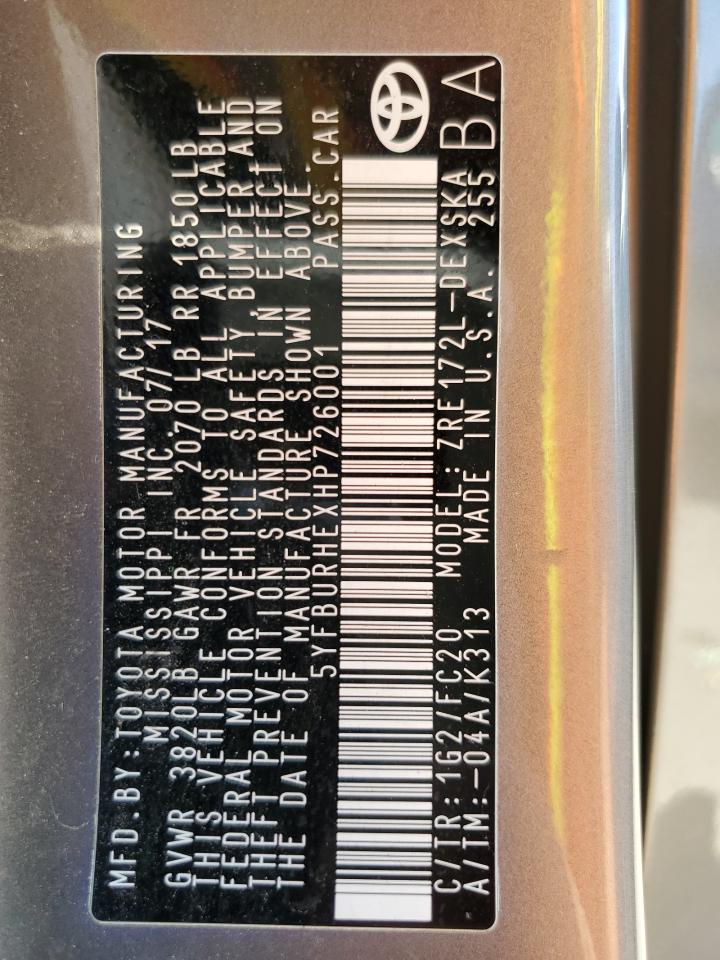 MFD.BY:TOYOTA MOTOR MANUFACTURING
MISSISSIPPI INC. 07/17
GVWR 3820LB GAWR FR 2070 LB RR 1850 LB
THIS VEHICLE CONFORMS TO ALL APPLICABLE
FEDERAL MOTOR VEHICLE SAFETY, BUMPER AND
THEFT PREVENTION STANDARDS IN EFFECT ON
THE DATE OF MANUFACTURE SHOWN ABOVE.
5YFBURHEXHP726001 PASS.CAR
C/TR:1G2/FC20 MODEL:ZRE172L-DEXSKA
A/TM:-04A/K313 MADE IN U.S.A. 255
BA